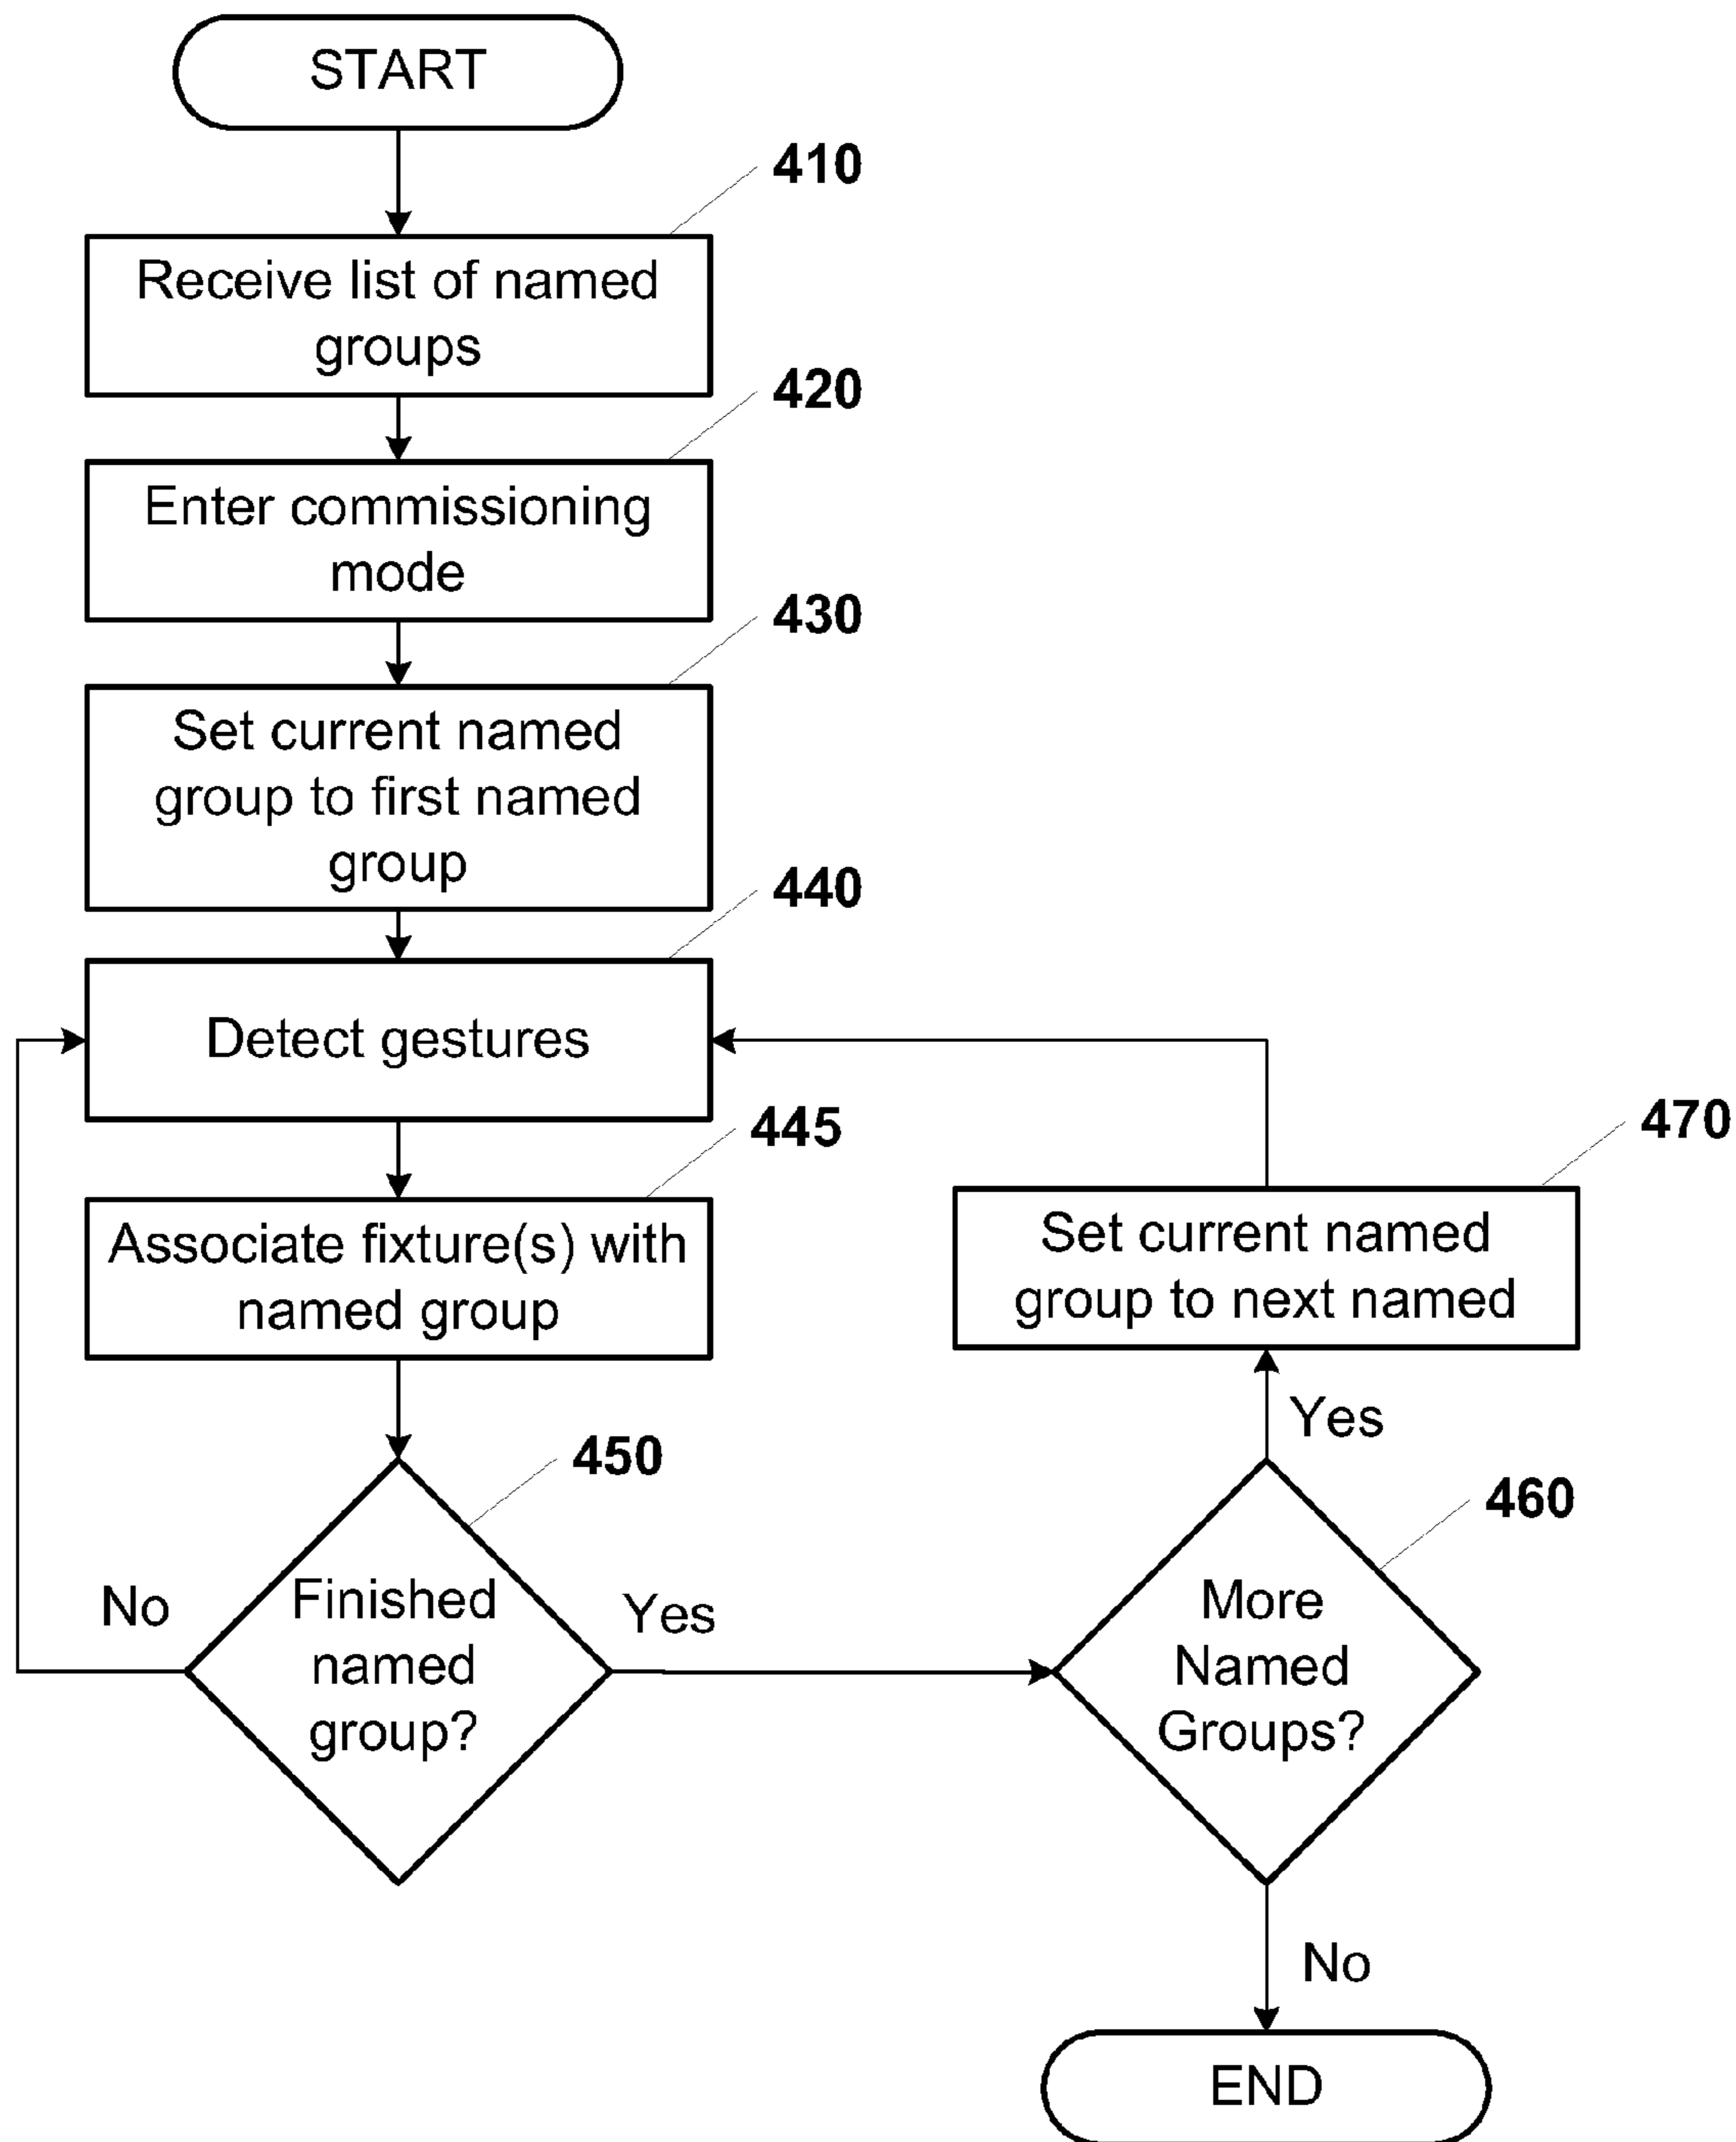 START
410
Receive list of named
groups
420
Enter commissioning
mode
430
Set current named
group to first named
group
440
Detect gestures
445
Associate fixture(s) with
named group
470
Set current named
group to next named
Yes
450
460
No
Finished
named
group?
Yes
More
Named
Groups?
No
END